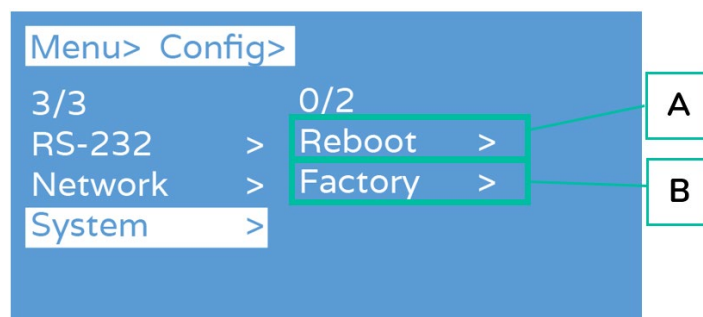 Menu> Config>
3/3
RS-232 >
Network >
System >
0/2
Reboot >
Factory >
A
B